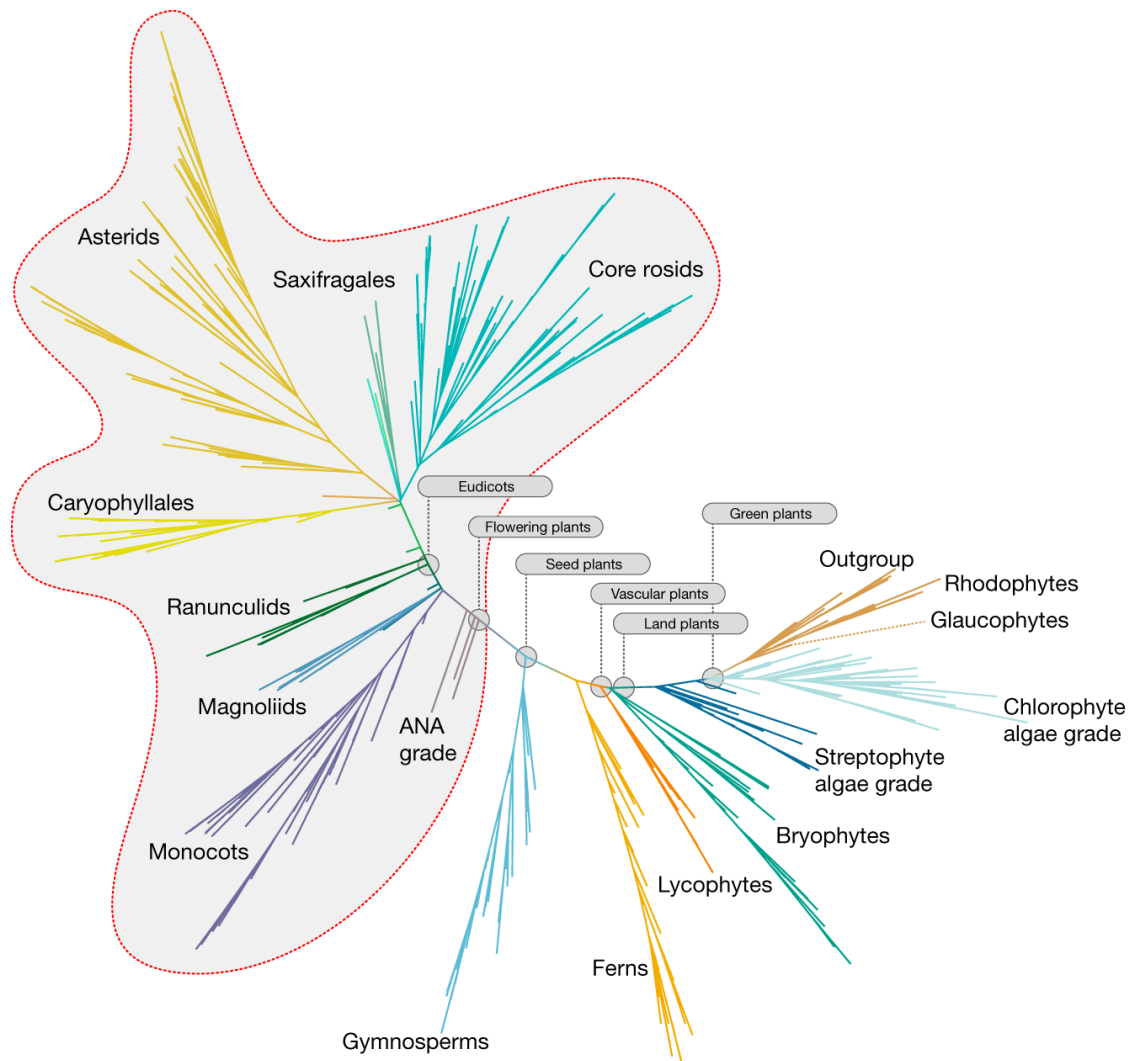 Asterids
Saxifragales
Core rosids
Caryophyllales
Eudicots
Flowering plants
Green plants
Seed plants
Vascular plants
Land plants
Outgroup
Rhodophytes
Glaucophytes
Ranunculids
Magnoliids
ANA
grade
Chlorophyte
algae grade
Streptophyte
algae grade
Monocots
Bryophytes
Lycophytes
Ferns
Gymnosperms